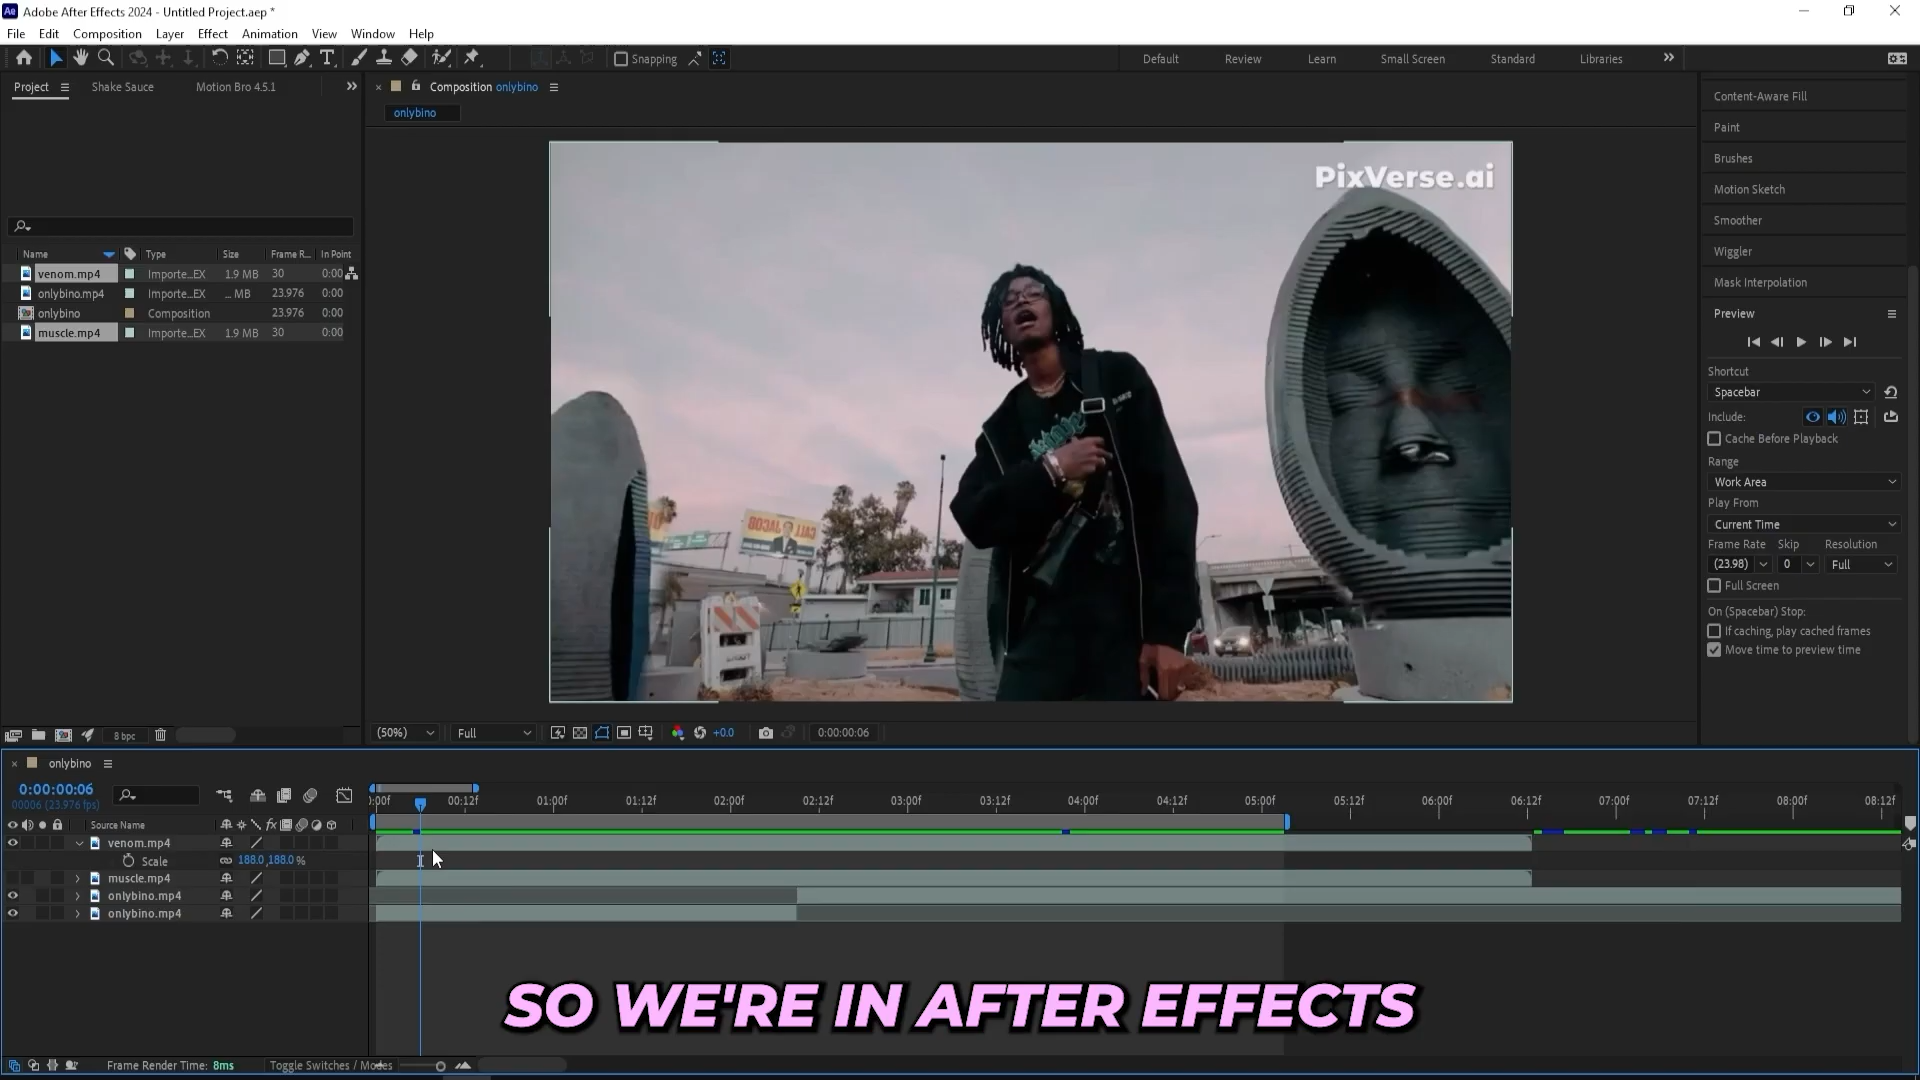 Ae Adobe After Effects 2024 - Untitled Project.aep *
File Edit Composition Layer Effect Animation View Window Help
Snapping
Default Review Learn Small Screen Standard Libraries
Project Shake Sauce Motion Bro 4.5.1
Composition onlybino
onlybino
Name Type Size Frame R... In Point
venom.mp4 Importe...EX 1.9 MB 30 0:00
onlybino.mp4 Importe...EX ... MB 23.976 0:00
onlybino Composition 23.976 0:00
muscle.mp4 Importe...EX 1.9 MB 30 0:00
8 bpc
PixVerse.ai
(50%) Full +0.0 0:00:00:06
Content-Aware Fill
Paint
Brushes
Motion Sketch
Smoother
Wiggler
Mask Interpolation
Preview
Shortcut
Spacebar
Include:
Cache Before Playback
Range
Work Area
Play From
Current Time
Frame Rate Skip Resolution
(23.98) 0 Full
Full Screen
On (Spacebar) Stop:
If caching, play cached frames
Move time to preview time
onlybino
0:00:00:06
00006 (23.976 fps)
:00f 00:12f 01:00f 01:12f 02:00f 02:12f 03:00f 03:12f 04:00f 04:12f 05:00f 05:12f 06:00f 06:12f 07:00f 07:12f 08:00f 08:12f
Source Name fx
venom.mp4
Scale 188.0,188.0%
muscle.mp4
onlybino.mp4
onlybino.mp4
SO WE'RE IN AFTER EFFECTS
Frame Render Time: 8ms Toggle Switches / Modes